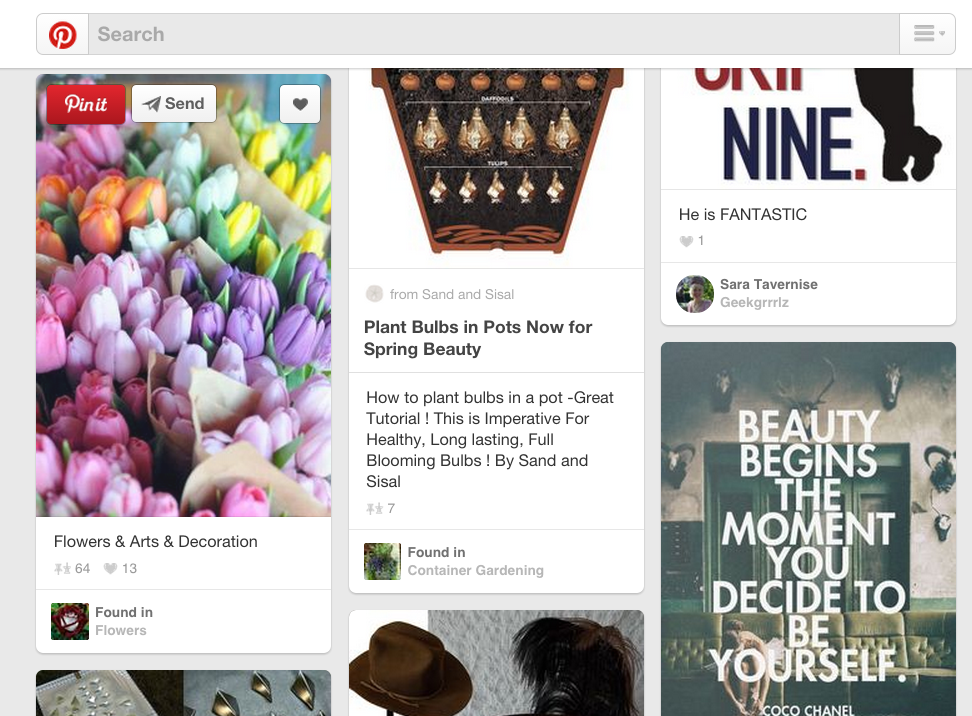 Search
Pin it
Send
Flowers & Arts & Decoration
64 13
Found in
Flowers
DAFFODILS
TULIPS
from Sand and Sisal
Plant Bulbs in Pots Now for
Spring Beauty
How to plant bulbs in a pot -Great
Tutorial ! This is Imperative For
Healthy, Long lasting, Full
Blooming Bulbs ! By Sand and
Sisal
7
Found in
Container Gardening
NINE.
He is FANTASTIC
1
Sara Tavernise
Geekgrrrlz
BEAUTY
BEGINS
THE
MOMENT
YOU
DECIDE TO
BE
YOURSELF.
COCO CHANEL